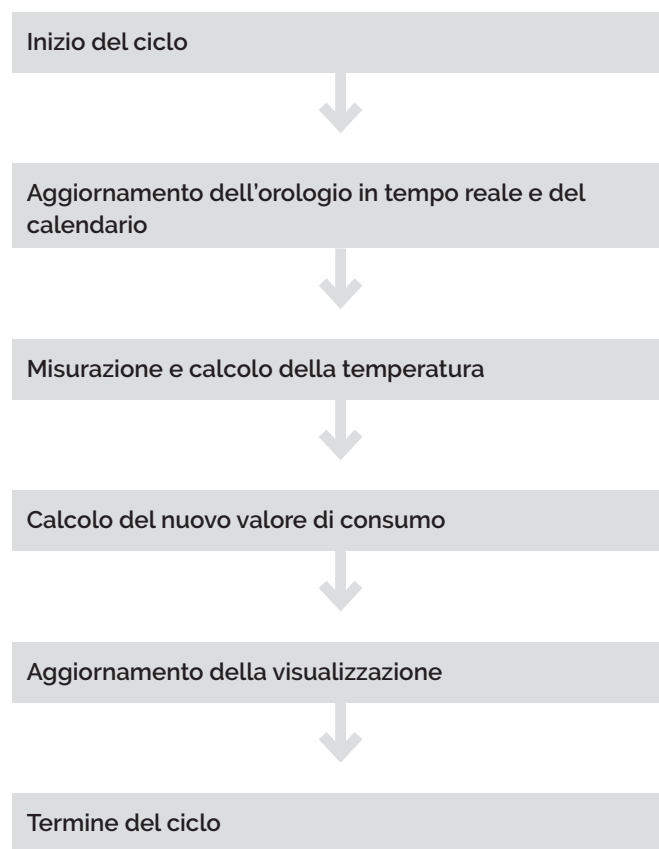 Inizio del ciclo
Aggiornamento dell’orologio in tempo reale e del
calendario
Misurazione e calcolo della temperatura
Calcolo del nuovo valore di consumo
Aggiornamento della visualizzazione
Termine del ciclo